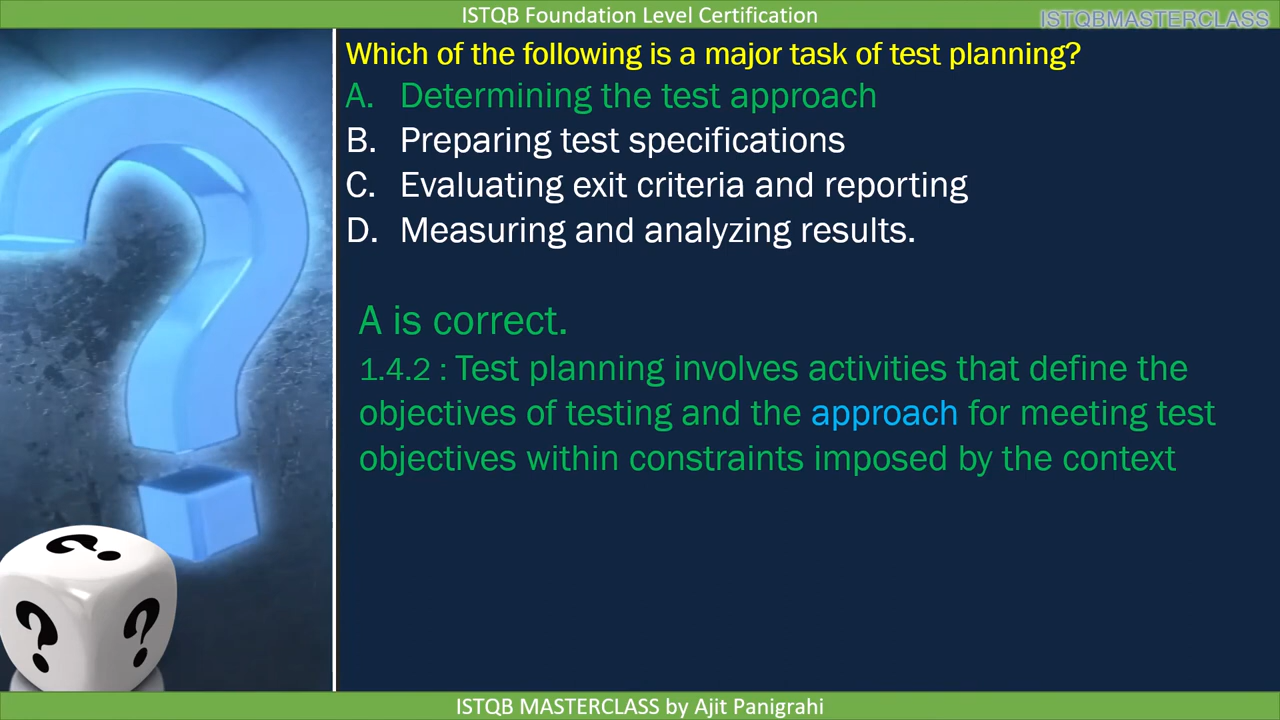 ISTQB Foundation Level Certification
ISTQBMASTERCLASS
Which of the following is a major task of test planning?
A. Determining the test approach
B. Preparing test specifications
C. Evaluating exit criteria and reporting
D. Measuring and analyzing results.
A is correct.
1.4.2 : Test planning involves activities that define the
objectives of testing and the approach for meeting test
objectives within constraints imposed by the context
ISTQB MASTERCLASS by Ajit Panigrahi